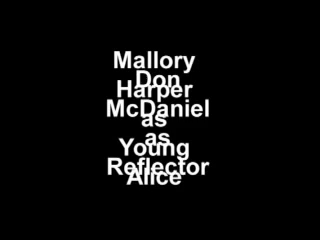 Mallory
Don
Harper
McDaniel
as
as
Young
Reflector
Alice